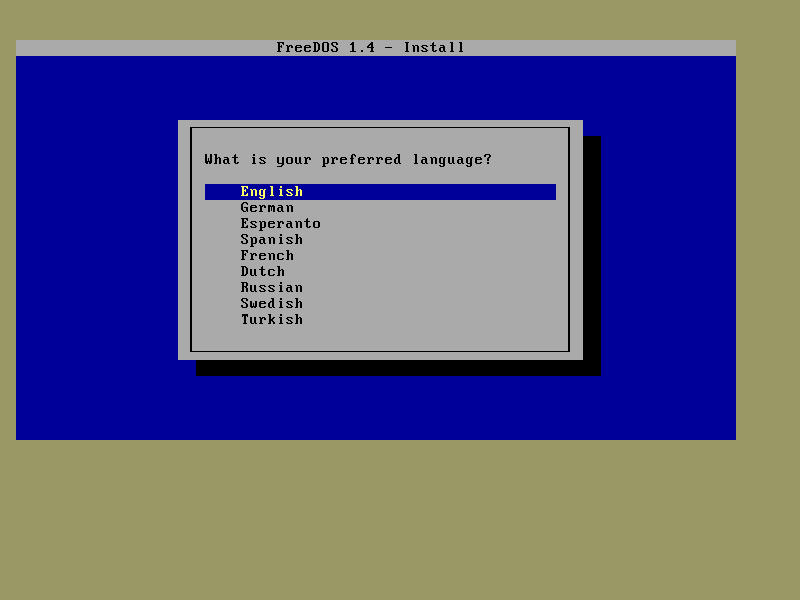 FreeDOS 1.4 - Install
What is your preferred language?
English
German
Esperanto
Spanish
French
Dutch
Russian
Swedish
Turkish